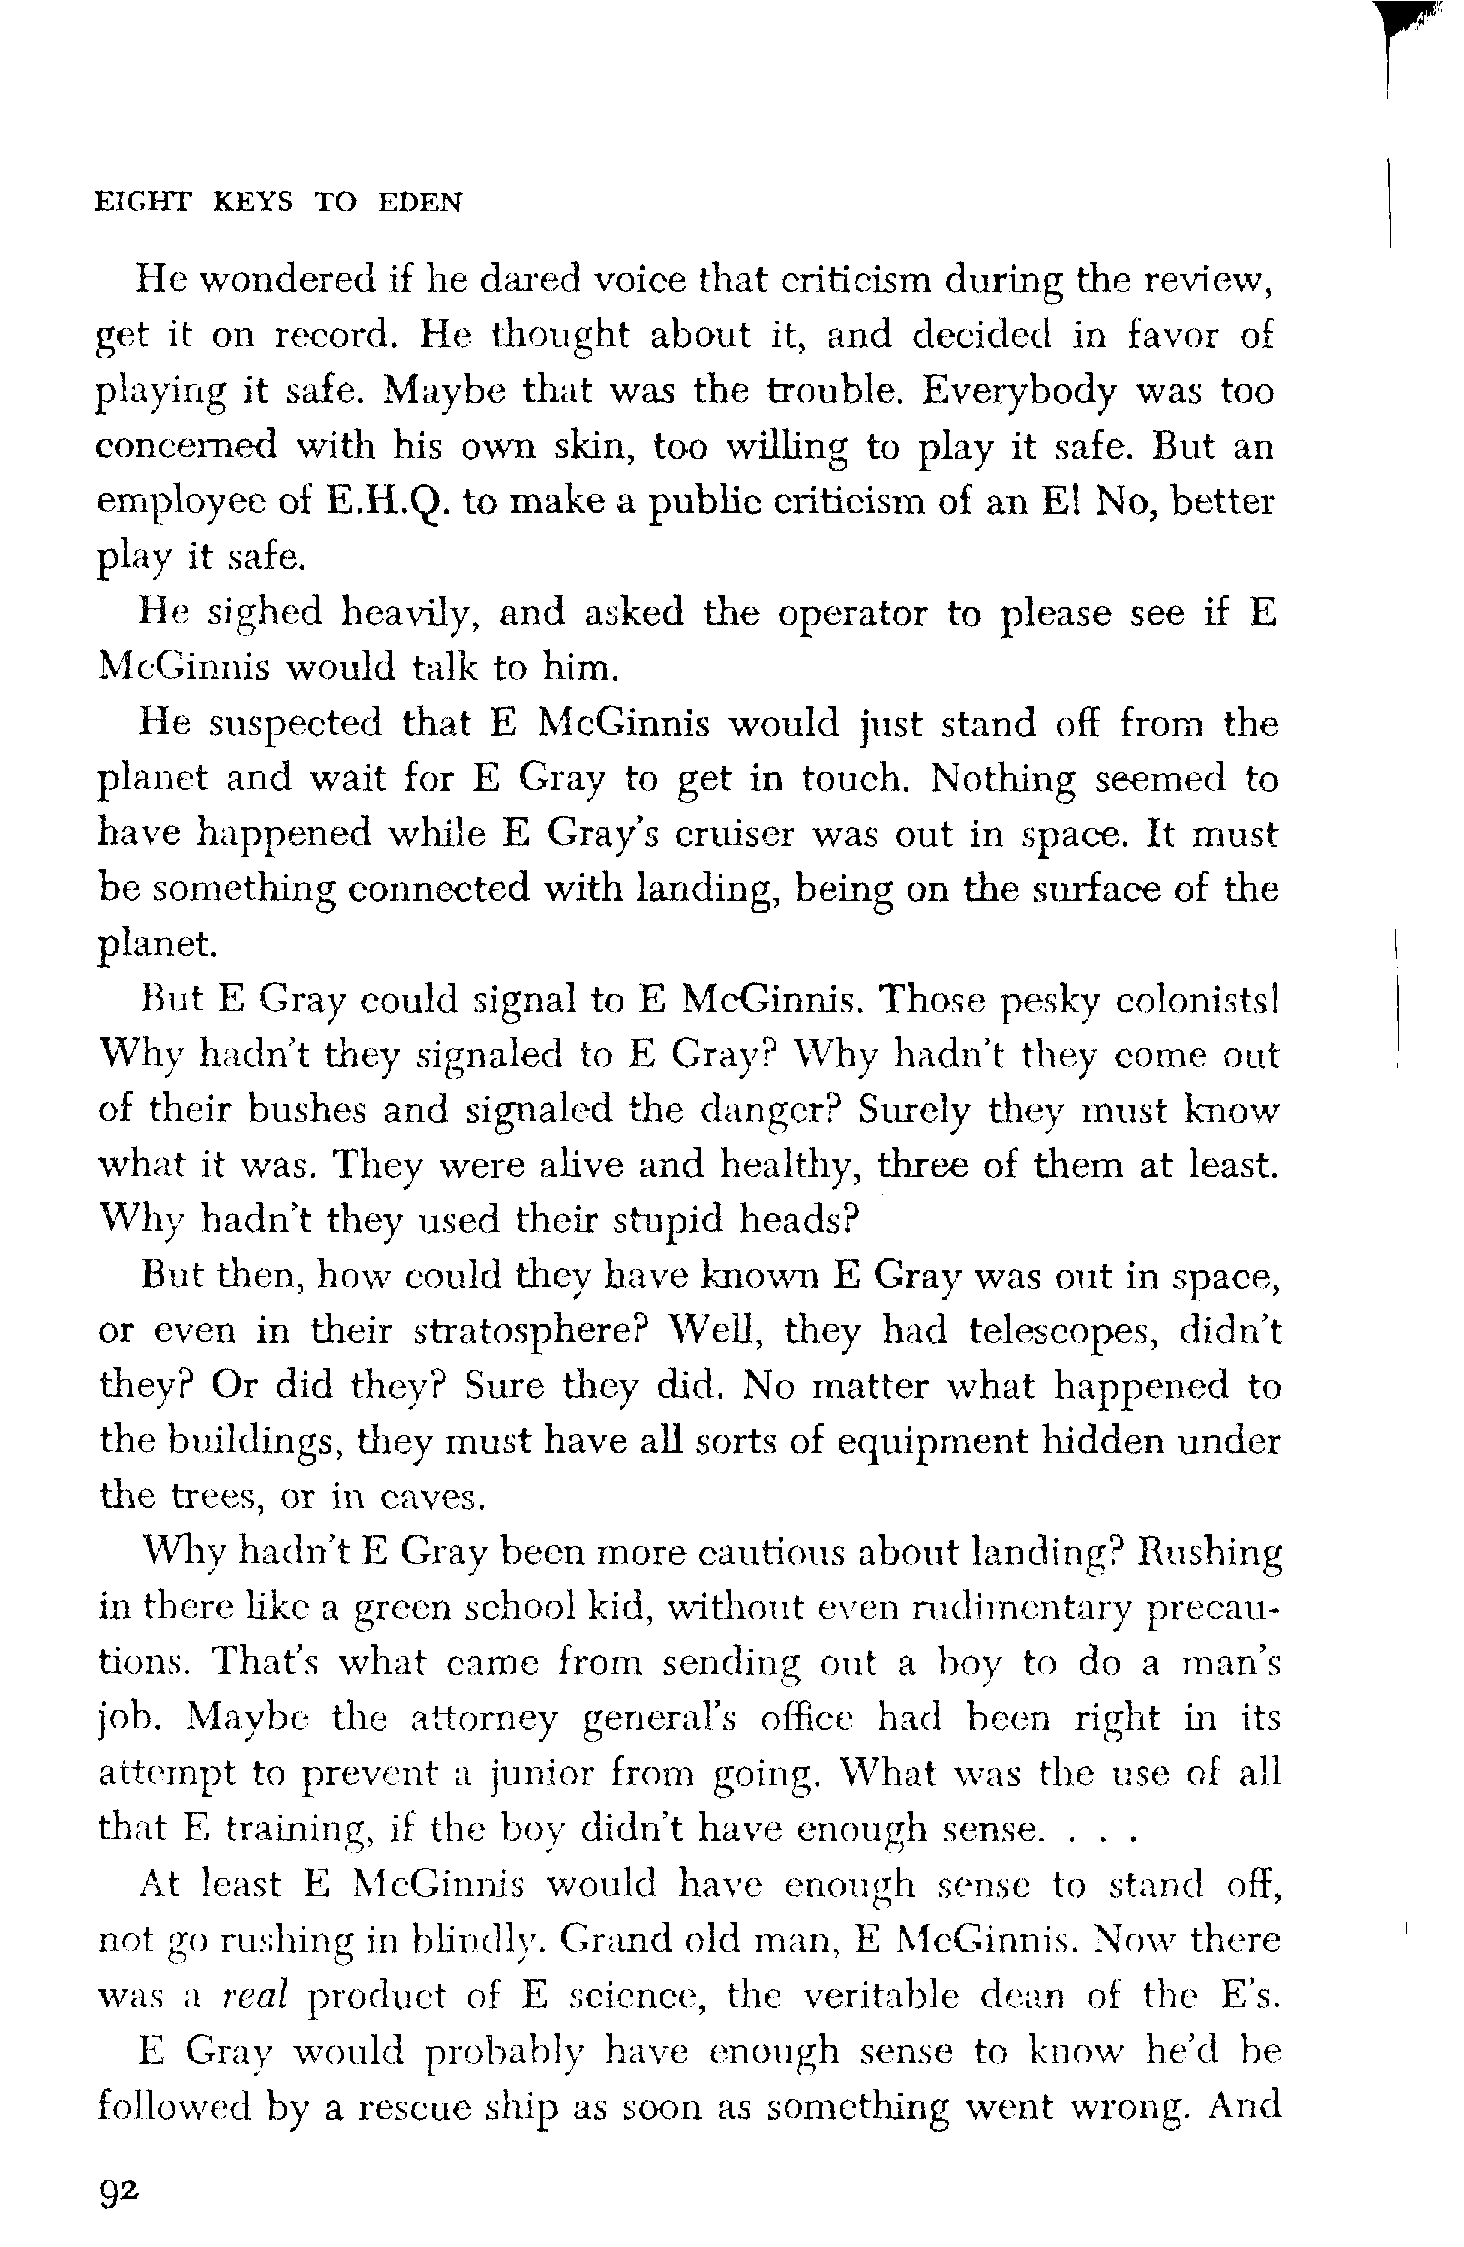 EIGHT KEYS TO EDEN
He wondered if he dared voice that criticism during the review,
get it on record. He thought about it, and decided in favor of
playing it safe. Maybe that was the trouble. Everybody was too
concerned with his own skin, too willing to play it safe. But an
employee of E.H.Q. to make a public criticism of an E! No, better
play it safe.
He sighed heavily, and asked the operator to please see if E
McGinnis would talk to him.
He suspected that E McGinnis would just stand off from the
planet and wait for E Gray to get in touch. Nothing seemed to
have happened while E Gray's cruiser was out in space. It must
be something connected with landing, being on the surface of the
planet.
But E Gray could signal to E McGinnis. Those pesky colonists!
Why hadn't they signaled to E Gray? Why hadn't they come out
of their bushes and signaled the danger? Surely they must know
what it was. They were alive and healthy, three of them at least.
Why hadn't they used their stupid heads?
But then, how could they have known E Gray was out in space,
or even in their stratosphere? Well, they had telescopes, didn't
they? Or did they? Sure they did. No matter what happened to
the buildings, they must have all sorts of equipment hidden under
the trees, or in caves.
Why hadn't E Gray been more cautious about landing? Rushing
in there like a green school kid, without even rudimentary precau-
tions. That's what came from sending out a boy to do a man's
job. Maybe the attorney general's office had been right in its
attempt to prevent a junior from going. What was the use of all
that E training, if the boy didn't have enough sense. . . .
At least E McGinnis would have enough sense to stand off,
not go rushing in blindly. Grand old man, E McGinnis. Now there
was a real product of E science, the veritable dean of the E's.
E Gray would probably have enough sense to know he'd be
followed by a rescue ship as soon as something went wrong. And
92